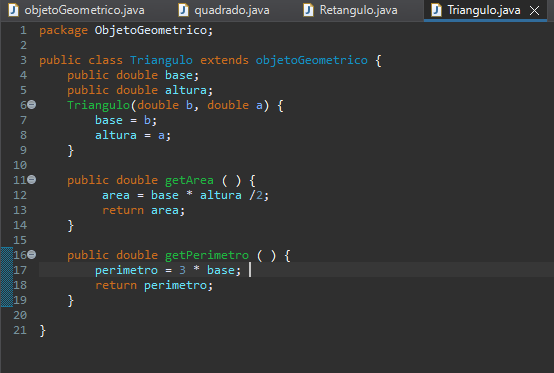 objetoGeometrico.java quadrado.java Retangulo.java Triangulo.java
1 package ObjetoGeometrico;
2
3 public class Triangulo extends objetoGeometrico {
4 public double base;
5 public double altura;
6 Triangulo(double b, double a) {
7 base = b;
8 altura = a;
9 }
10
11 public double getArea ( ) {
12 area = base * altura /2;
13 return area;
14 }
15
16 public double getPerimetro ( ) {
17 perimetro = 3 * base;
18 return perimetro;
19 }
20
21 }